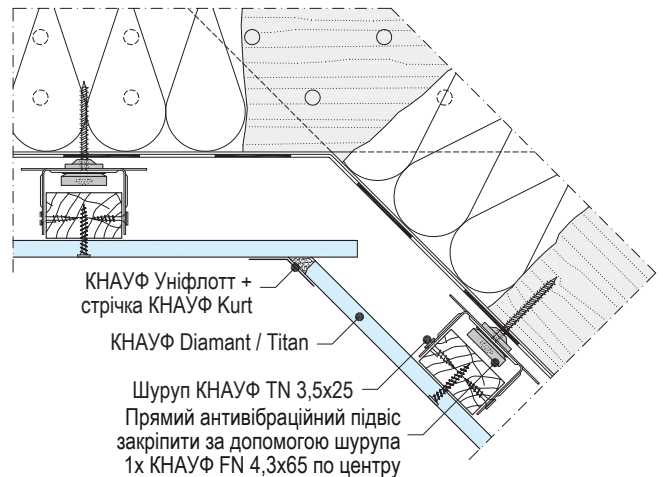 КНАУФ Уніфлотт +
стрічка КНАУФ Kurt
КНАУФ Diamant / Titan
Шуруп КНАУФ TN 3,5x25
Прямий антивібраційний підвіс
закріпити за допомогою шурупа
1x КНАУФ FN 4,3x65 по центру